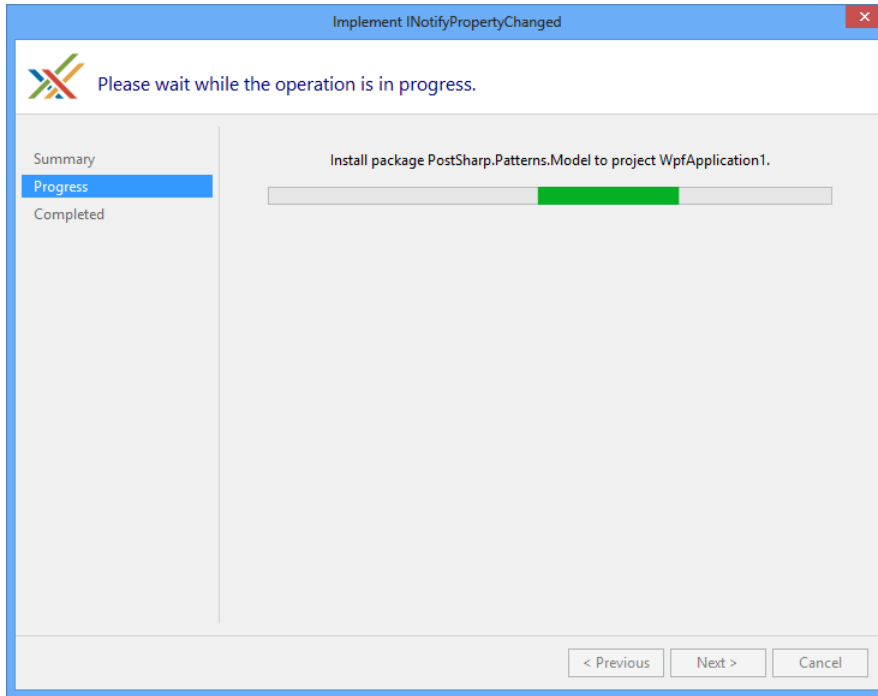 Implement INotifyPropertyChanged
Please wait while the operation is in progress.
Summary
Progress
Completed
Install package PostSharp.Patterns.Model to project WpfApplication1.
< Previous
Next >
Cancel